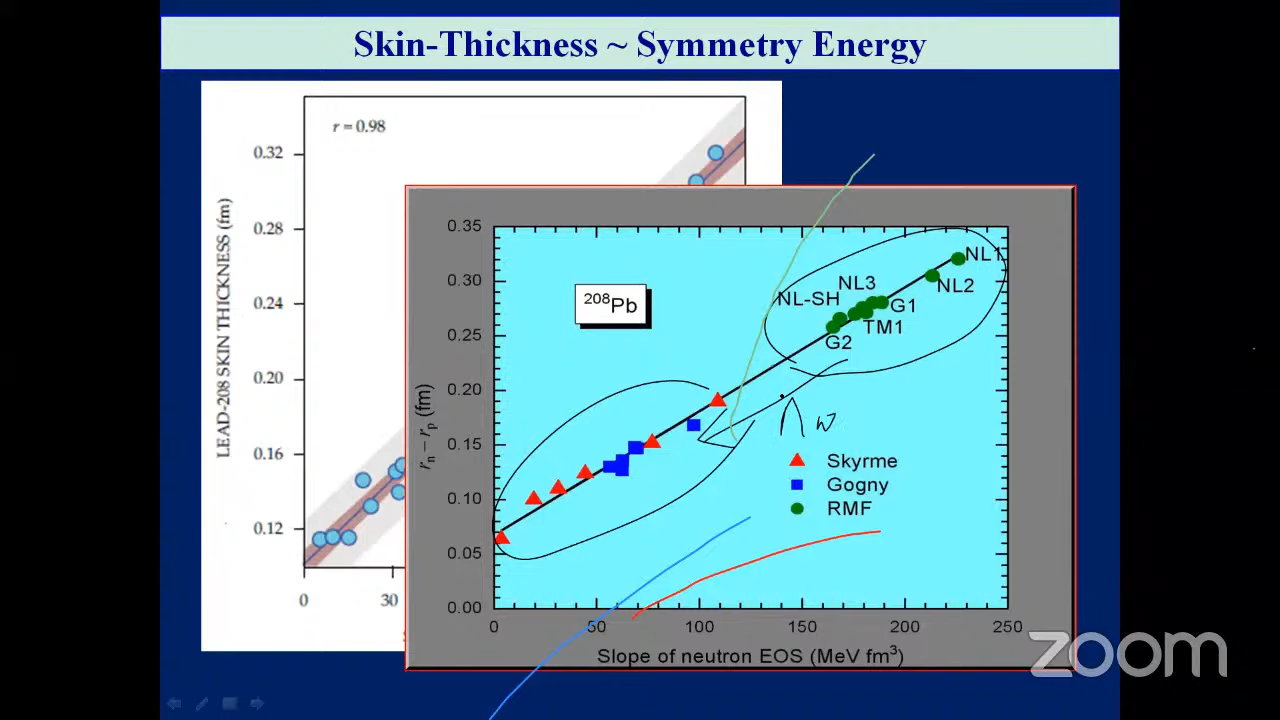 Skin-Thickness ~ Symmetry Energy
r = 0.98
LEAD-208 SKIN THICKNESS (fm)
0.32
0.28
0.24
0.20
0.16
0.12
0
30
0.35
0.30
0.25
0.20
0.15
0.10
0.05
0.00
rₙ – rₚ (fm)
²⁰⁸Pb
NL1
NL2
NL3
NL-SH
G1
TM1
G2
w
Skyrme
Gogny
RMF
0
50
100
150
200
250
Slope of neutron EOS (MeV fm³)
zoom